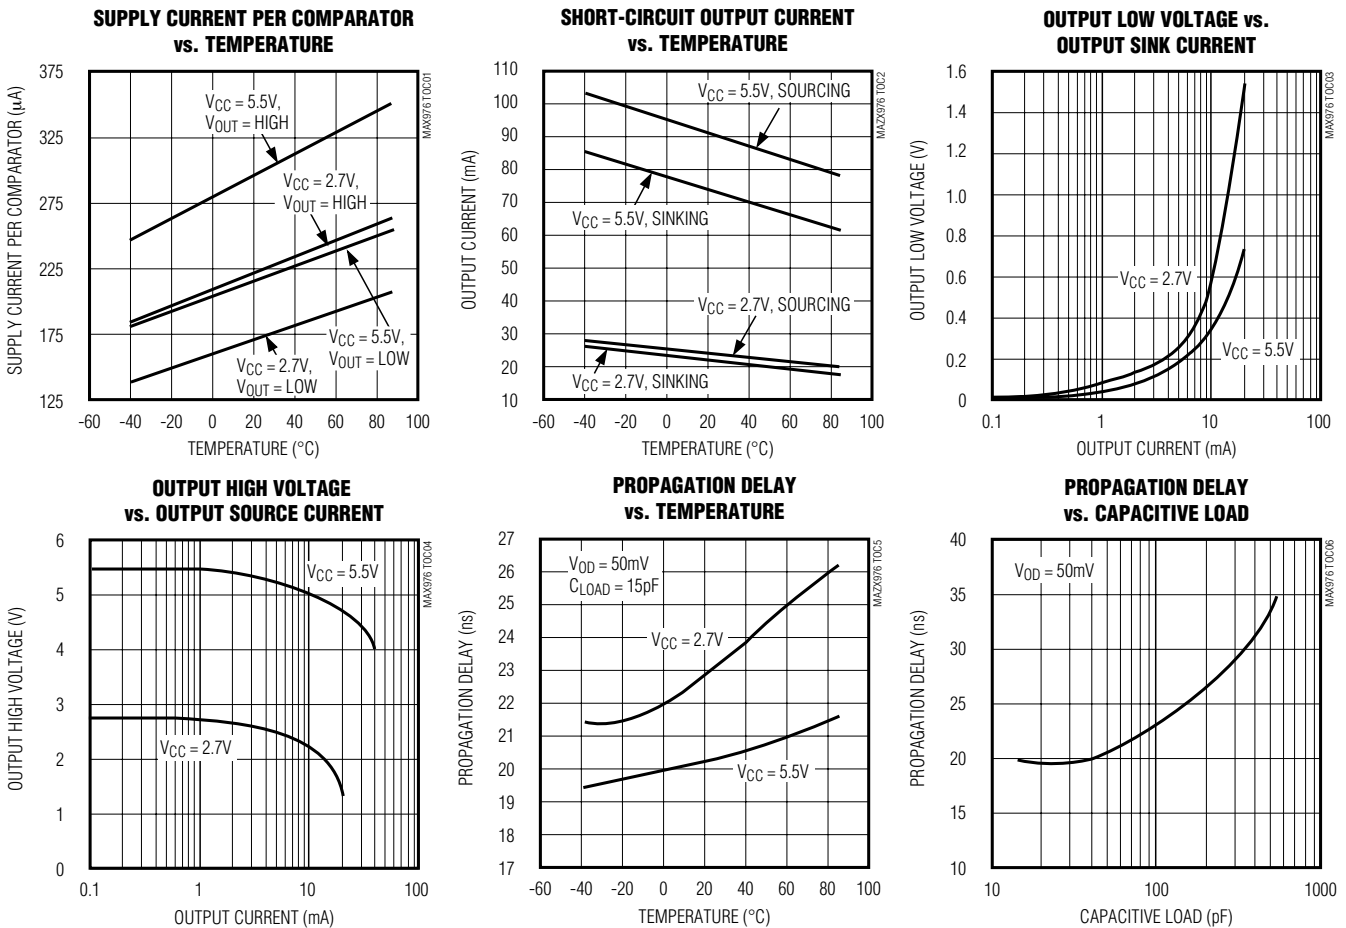 SUPPLY CURRENT PER COMPARATOR
vs. TEMPERATURE
SUPPLY CURRENT PER COMPARATOR (μA)
375
325
275
225
175
125
VCC = 5.5V,
VOUT = HIGH
VCC = 2.7V,
VOUT = HIGH
VCC = 5.5V,
VOUT = LOW
VCC = 2.7V,
VOUT = LOW
MAX976 TOC01
-60 -40 -20 0 20 40 60 80 100
TEMPERATURE (°C)
SHORT-CIRCUIT OUTPUT CURRENT
vs. TEMPERATURE
OUTPUT CURRENT (mA)
110
100
90
80
70
60
50
40
30
20
10
VCC = 5.5V, SOURCING
VCC = 5.5V, SINKING
VCC = 2.7V, SOURCING
VCC = 2.7V, SINKING
MAZX976 TOC2
-60 -40 -20 0 20 40 60 80 100
TEMPERATURE (°C)
OUTPUT LOW VOLTAGE vs.
OUTPUT SINK CURRENT
OUTPUT LOW VOLTAGE (V)
1.6
1.4
1.2
1.0
0.8
0.6
0.4
0.2
0
VCC = 2.7V
VCC = 5.5V
MAX976 TOC03
0.1 1 10 100
OUTPUT CURRENT (mA)
OUTPUT HIGH VOLTAGE
vs. OUTPUT SOURCE CURRENT
OUTPUT HIGH VOLTAGE (V)
6
5
4
3
2
1
0
VCC = 5.5V
VCC = 2.7V
MAX976 TOC04
0.1 1 10 100
OUTPUT CURRENT (mA)
PROPAGATION DELAY
vs. TEMPERATURE
PROPAGATION DELAY (ns)
27
26
25
24
23
22
21
20
19
18
17
VOD = 50mV
CLOAD = 15pF
VCC = 2.7V
VCC = 5.5V
MAZX976 TOC5
-60 -40 -20 0 20 40 60 80 100
TEMPERATURE (°C)
PROPAGATION DELAY
vs. CAPACITIVE LOAD
PROPAGATION DELAY (ns)
40
35
30
25
20
15
10
VOD = 50mV
MAX976 TOC06
10 100 1000
CAPACITIVE LOAD (pF)